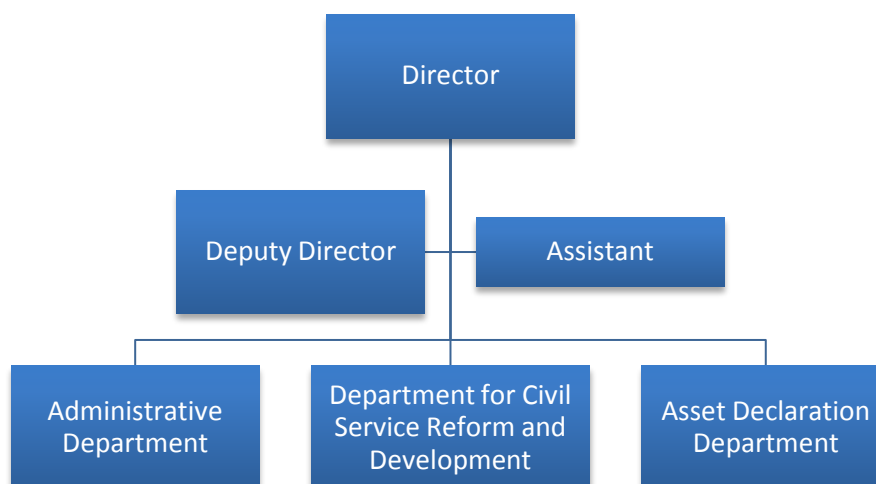 Director
Deputy Director
Assistant
Administrative
Department
Department for Civil
Service Reform and
Development
Asset Declaration
Department